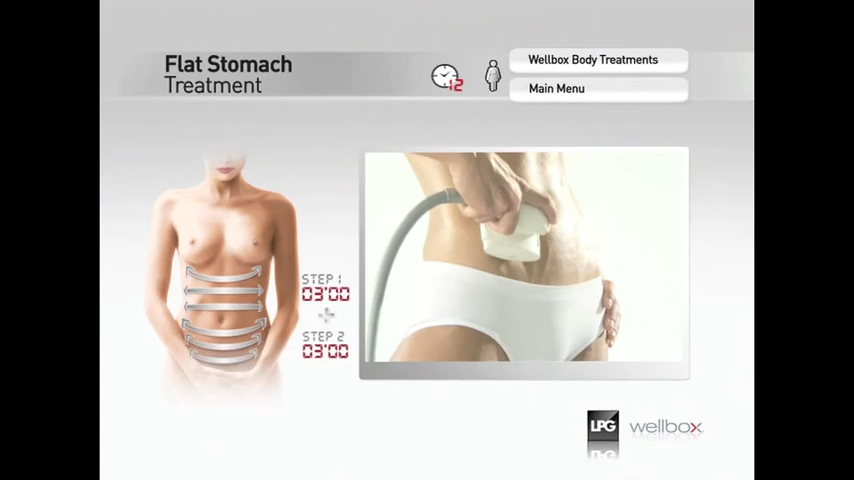 Flat Stomach
Treatment
12
Wellbox Body Treatments
Main Menu
STEP 1
03'00
STEP 2
03'00
LPG wellbox